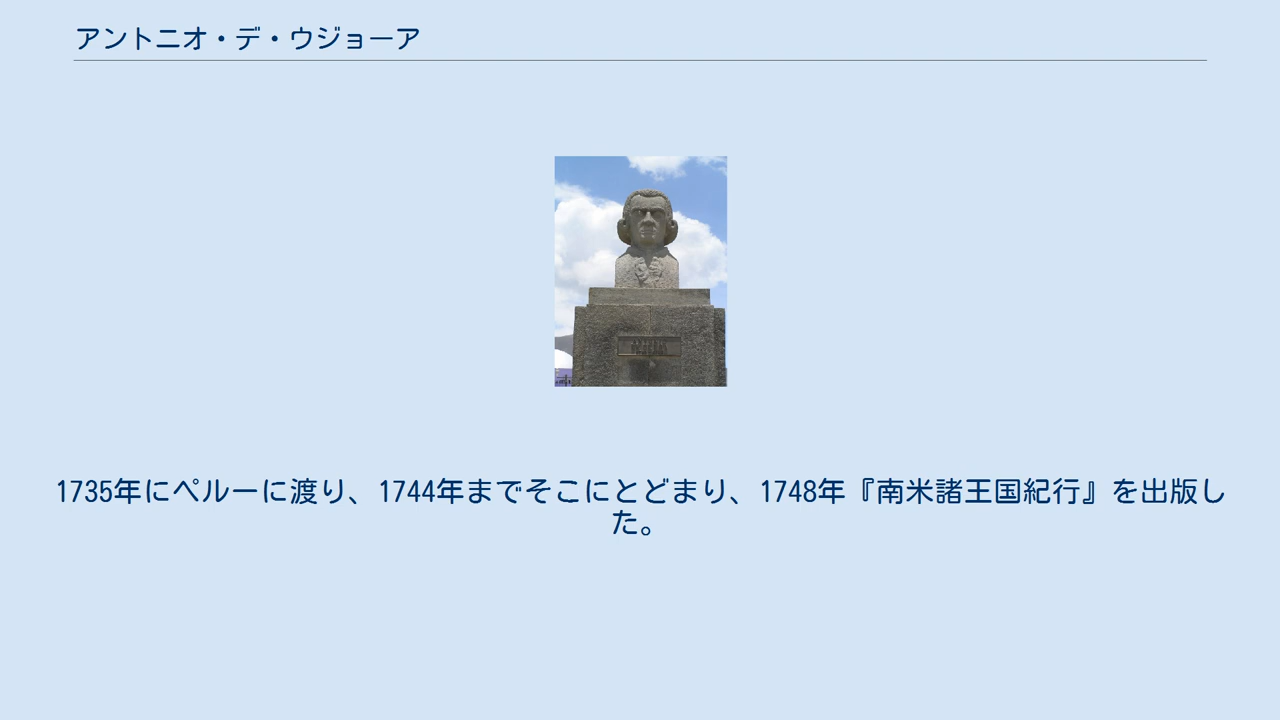 アントニオ・デ・ウジョーア
1735年にペルーに渡り、1744年までそこにとどまり、1748年『南米諸王国紀行』を出版し
た。